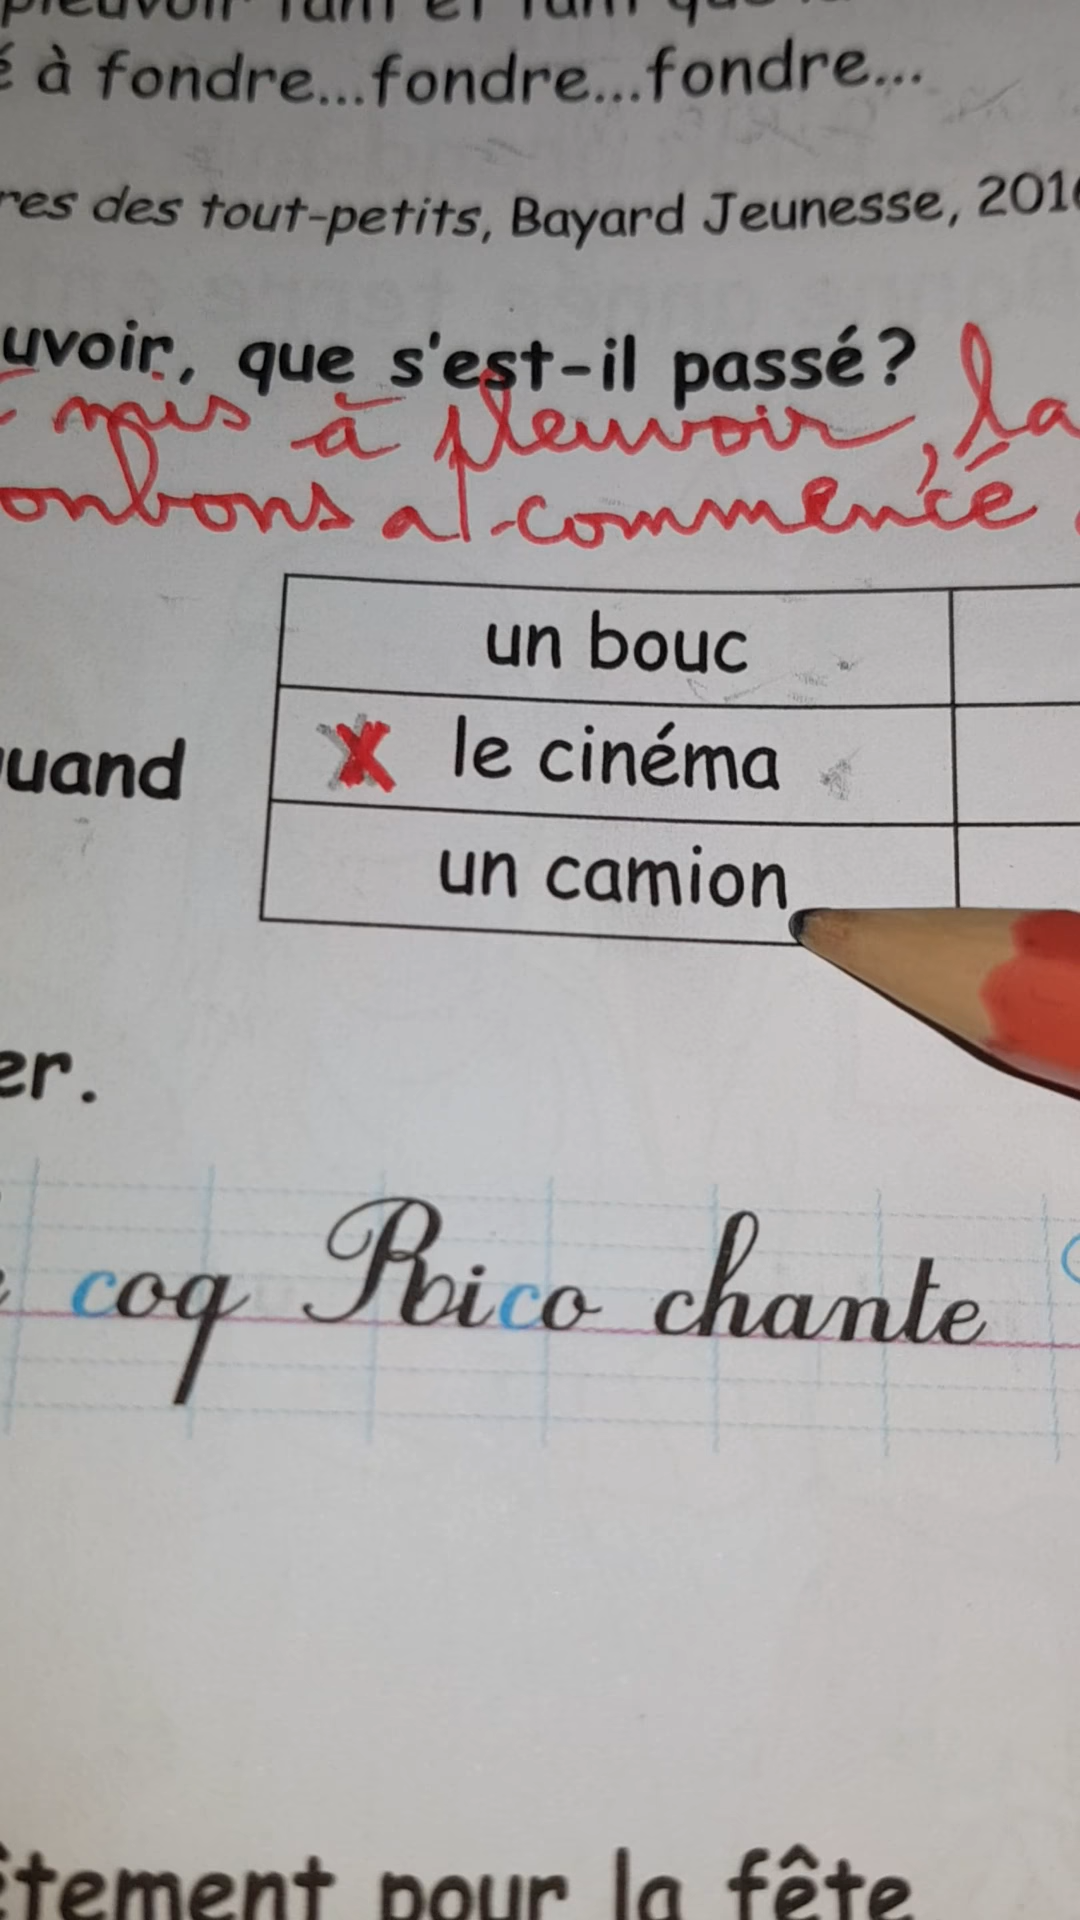 é à fondre...fondre...fondre...
res des tout-petits, Bayard Jeunesse, 201
uvoir, que s'est-il passé?
mis à pleuvoir, la
onbons a commencé
un bouc
x le cinéma
uand
un camion
er.
coq Rico chante
tement pour la fête